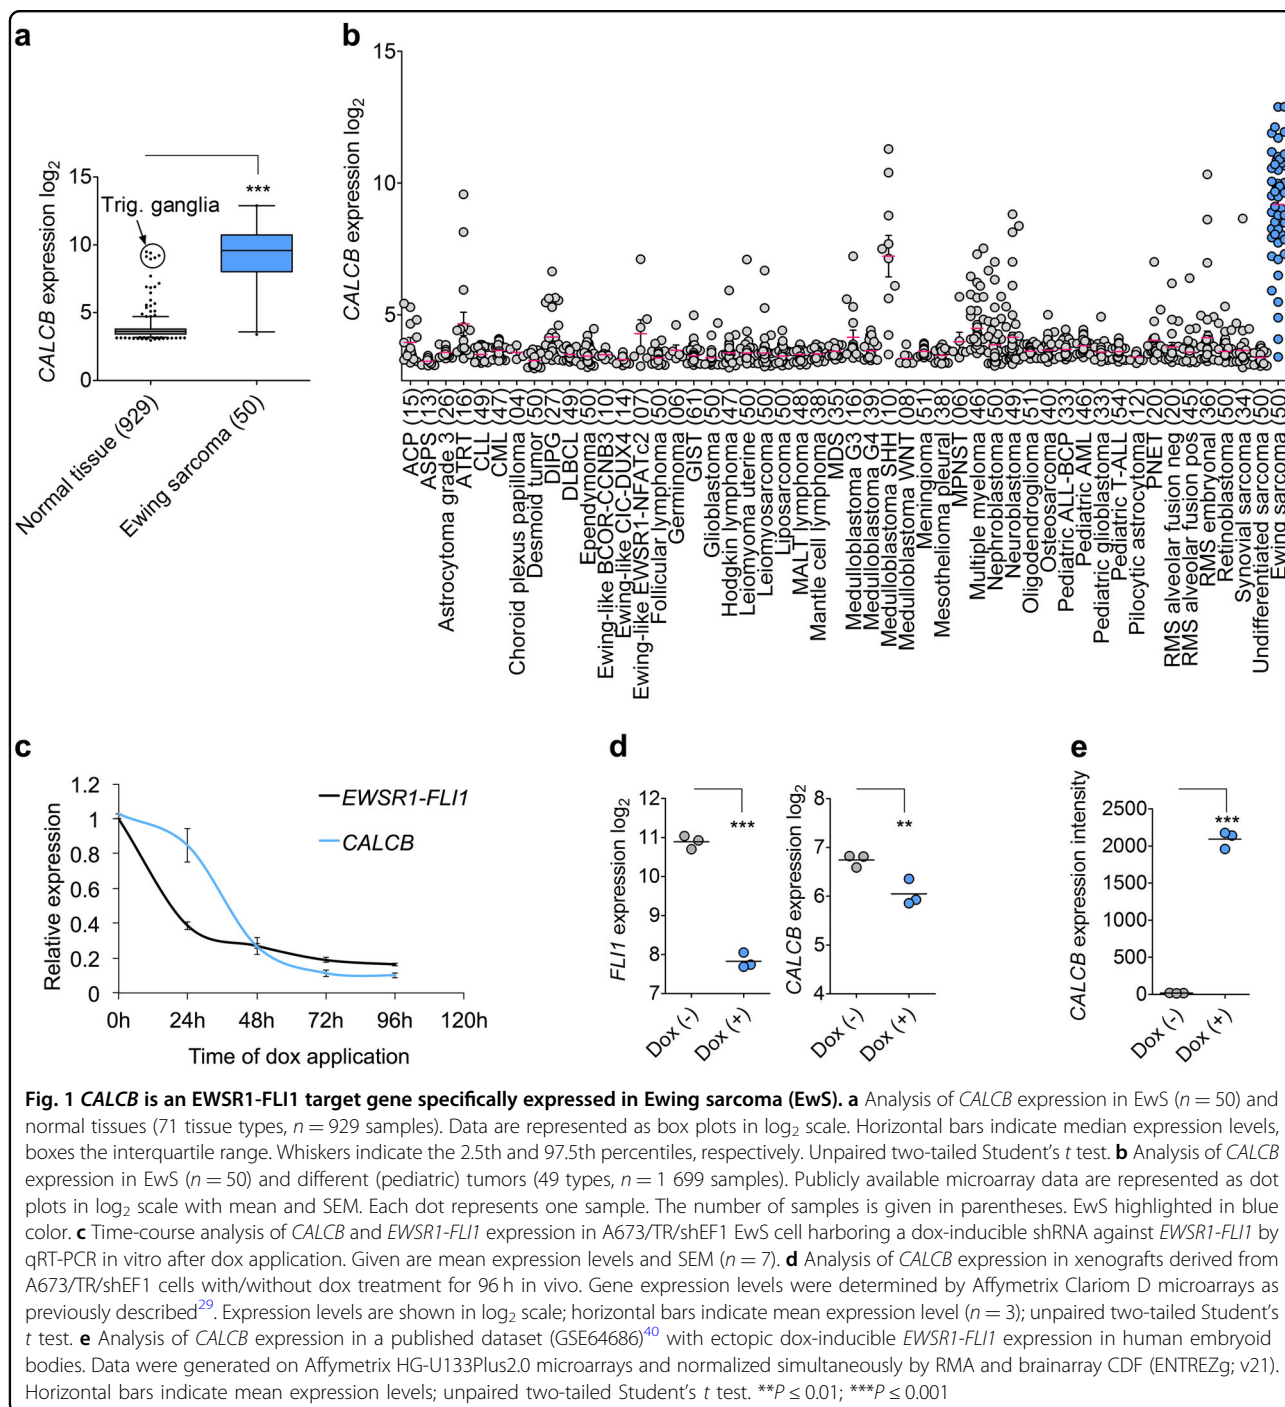 a
CALCB expression log2
15
10
5
0
Trig. ganglia
***
Normal tissue (929)
Ewing sarcoma (50)
b
CALCB expression log2
15
10
5
ACP (15)
ASPS (13)
Astrocytoma grade 3 (26)
ATRT (16)
CLL (49)
CML (47)
Choroid plexus papilloma (04)
Desmoid tumor (50)
DIPG (27)
DLBCL (49)
Ependymoma (50)
Ewing-like BCOR-CCNB3 (10)
Ewing-like CIC-DUX4 (14)
Ewing-like EWSR1-NFATc2 (07)
Follicular lymphoma (50)
Germinoma (06)
GIST (61)
Glioblastoma (50)
Hodgkin lymphoma (47)
Leiomyoma uterine (50)
Leiomyosarcoma (50)
Liposarcoma (50)
MALT lymphoma (48)
Mantle cell lymphoma (38)
MDS (35)
Medulloblastoma G3 (16)
Medulloblastoma G4 (39)
Medulloblastoma SHH (10)
Medulloblastoma WNT (08)
Meningioma (51)
Mesothelioma pleural (38)
MPNST (06)
Multiple myeloma (46)
Nephroblastoma (50)
Neuroblastoma (49)
Oligodendroglioma (51)
Osteosarcoma (40)
Pediatric ALL-BCP (33)
Pediatric AML (46)
Pediatric glioblastoma (33)
Pediatric T-ALL (54)
Pilocytic astrocytoma (12)
PNET (20)
RMS alveolar fusion neg (20)
RMS alveolar fusion pos (45)
RMS embryonal (36)
Retinoblastoma (50)
Synovial sarcoma (34)
Undifferentiated sarcoma (50)
Ewing sarcoma (50)
c
Relative expression
1.2
1
0.8
0.6
0.4
0.2
0
EWSR1-FLI1
CALCB
0h 24h 48h 72h 96h 120h
Time of dox application
d
FLI1 expression log2
12
11
10
9
8
7
***
Dox (-)
Dox (+)
CALCB expression log2
8
7
6
5
4
**
Dox (-)
Dox (+)
e
CALCB expression intensity
2500
2000
1500
1000
500
0
***
Dox (-)
Dox (+)
Fig. 1 CALCB is an EWSR1-FLI1 target gene specifically expressed in Ewing sarcoma (EwS). a Analysis of CALCB expression in EwS (n = 50) and
normal tissues (71 tissue types, n = 929 samples). Data are represented as box plots in log2 scale. Horizontal bars indicate median expression levels,
boxes the interquartile range. Whiskers indicate the 2.5th and 97.5th percentiles, respectively. Unpaired two-tailed Student's t test. b Analysis of CALCB
expression in EwS (n = 50) and different (pediatric) tumors (49 types, n = 1 699 samples). Publicly available microarray data are represented as dot
plots in log2 scale with mean and SEM. Each dot represents one sample. The number of samples is given in parentheses. EwS highlighted in blue
color. c Time-course analysis of CALCB and EWSR1-FLI1 expression in A673/TR/shEF1 EwS cell harboring a dox-inducible shRNA against EWSR1-FLI1 by
qRT-PCR in vitro after dox application. Given are mean expression levels and SEM (n = 7). d Analysis of CALCB expression in xenografts derived from
A673/TR/shEF1 cells with/without dox treatment for 96 h in vivo. Gene expression levels were determined by Affymetrix Clariom D microarrays as
previously described29. Expression levels are shown in log2 scale; horizontal bars indicate mean expression level (n = 3); unpaired two-tailed Student's
t test. e Analysis of CALCB expression in a published dataset (GSE64686)40 with ectopic dox-inducible EWSR1-FLI1 expression in human embryoid
bodies. Data were generated on Affymetrix HG-U133Plus2.0 microarrays and normalized simultaneously by RMA and brainarray CDF (ENTREZg; v21).
Horizontal bars indicate mean expression levels; unpaired two-tailed Student's t test. **P ≤ 0.01; ***P ≤ 0.001